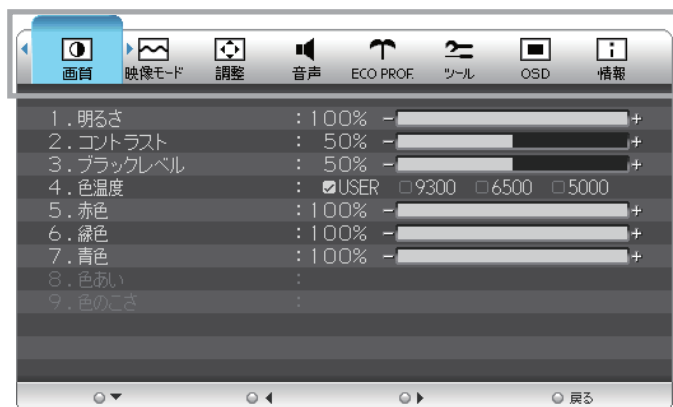 画質 映像モード 調整 音声 ECO PROF. ツール OSD 情報
1.明るさ :100% - +
2.コントラスト : 50% - +
3.ブラックレベル : 50% - +
4.色温度 : USER 9300 6500 5000
5.赤色 :100% - +
6.緑色 :100% - +
7.青色 :100% - +
8.色あい :
9.色のこさ :
戻る